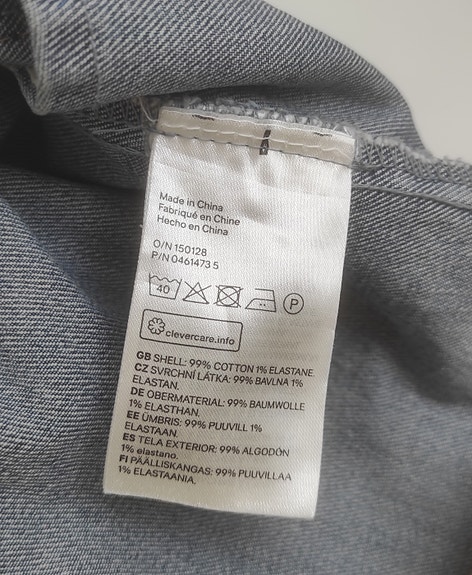 Made in China
Fabriqué en Chine
Hecho en China
O/N 150128
P/N 0461473 5
40 P
clevercare.info
GB SHELL: 99% COTTON 1% ELASTANE
CZ SVRCHNÍ LÁTKA: 99% BAVLNA 1%
ELASTAN.
DE OBERMATERIAL: 99% BAUMWOLLE
1% ELASTHAN.
EE ÜMBRIS: 99% PUUVILL 1%
ELASTAAN.
ES TELA EXTERIOR: 99% ALGODÓN
1% elastano.
FI PÄÄLLISKANGAS: 99% PUUVILLAA
1% ELASTAANIA.